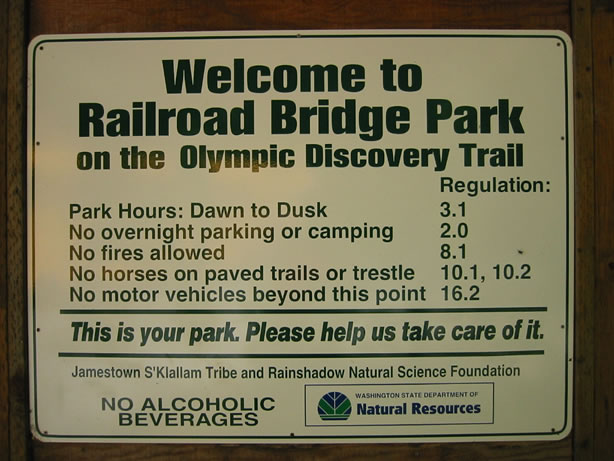 Welcome to
Railroad Bridge Park
on the Olympic Discovery Trail
Regulation:
Park Hours: Dawn to Dusk 3.1
No overnight parking or camping 2.0
No fires allowed 8.1
No horses on paved trails or trestle 10.1, 10.2
No motor vehicles beyond this point 16.2
This is your park. Please help us take care of it.
Jamestown S'Klallam Tribe and Rainshadow Natural Science Foundation
NO ALCOHOLIC
BEVERAGES
WASHINGTON STATE DEPARTMENT OF
Natural Resources